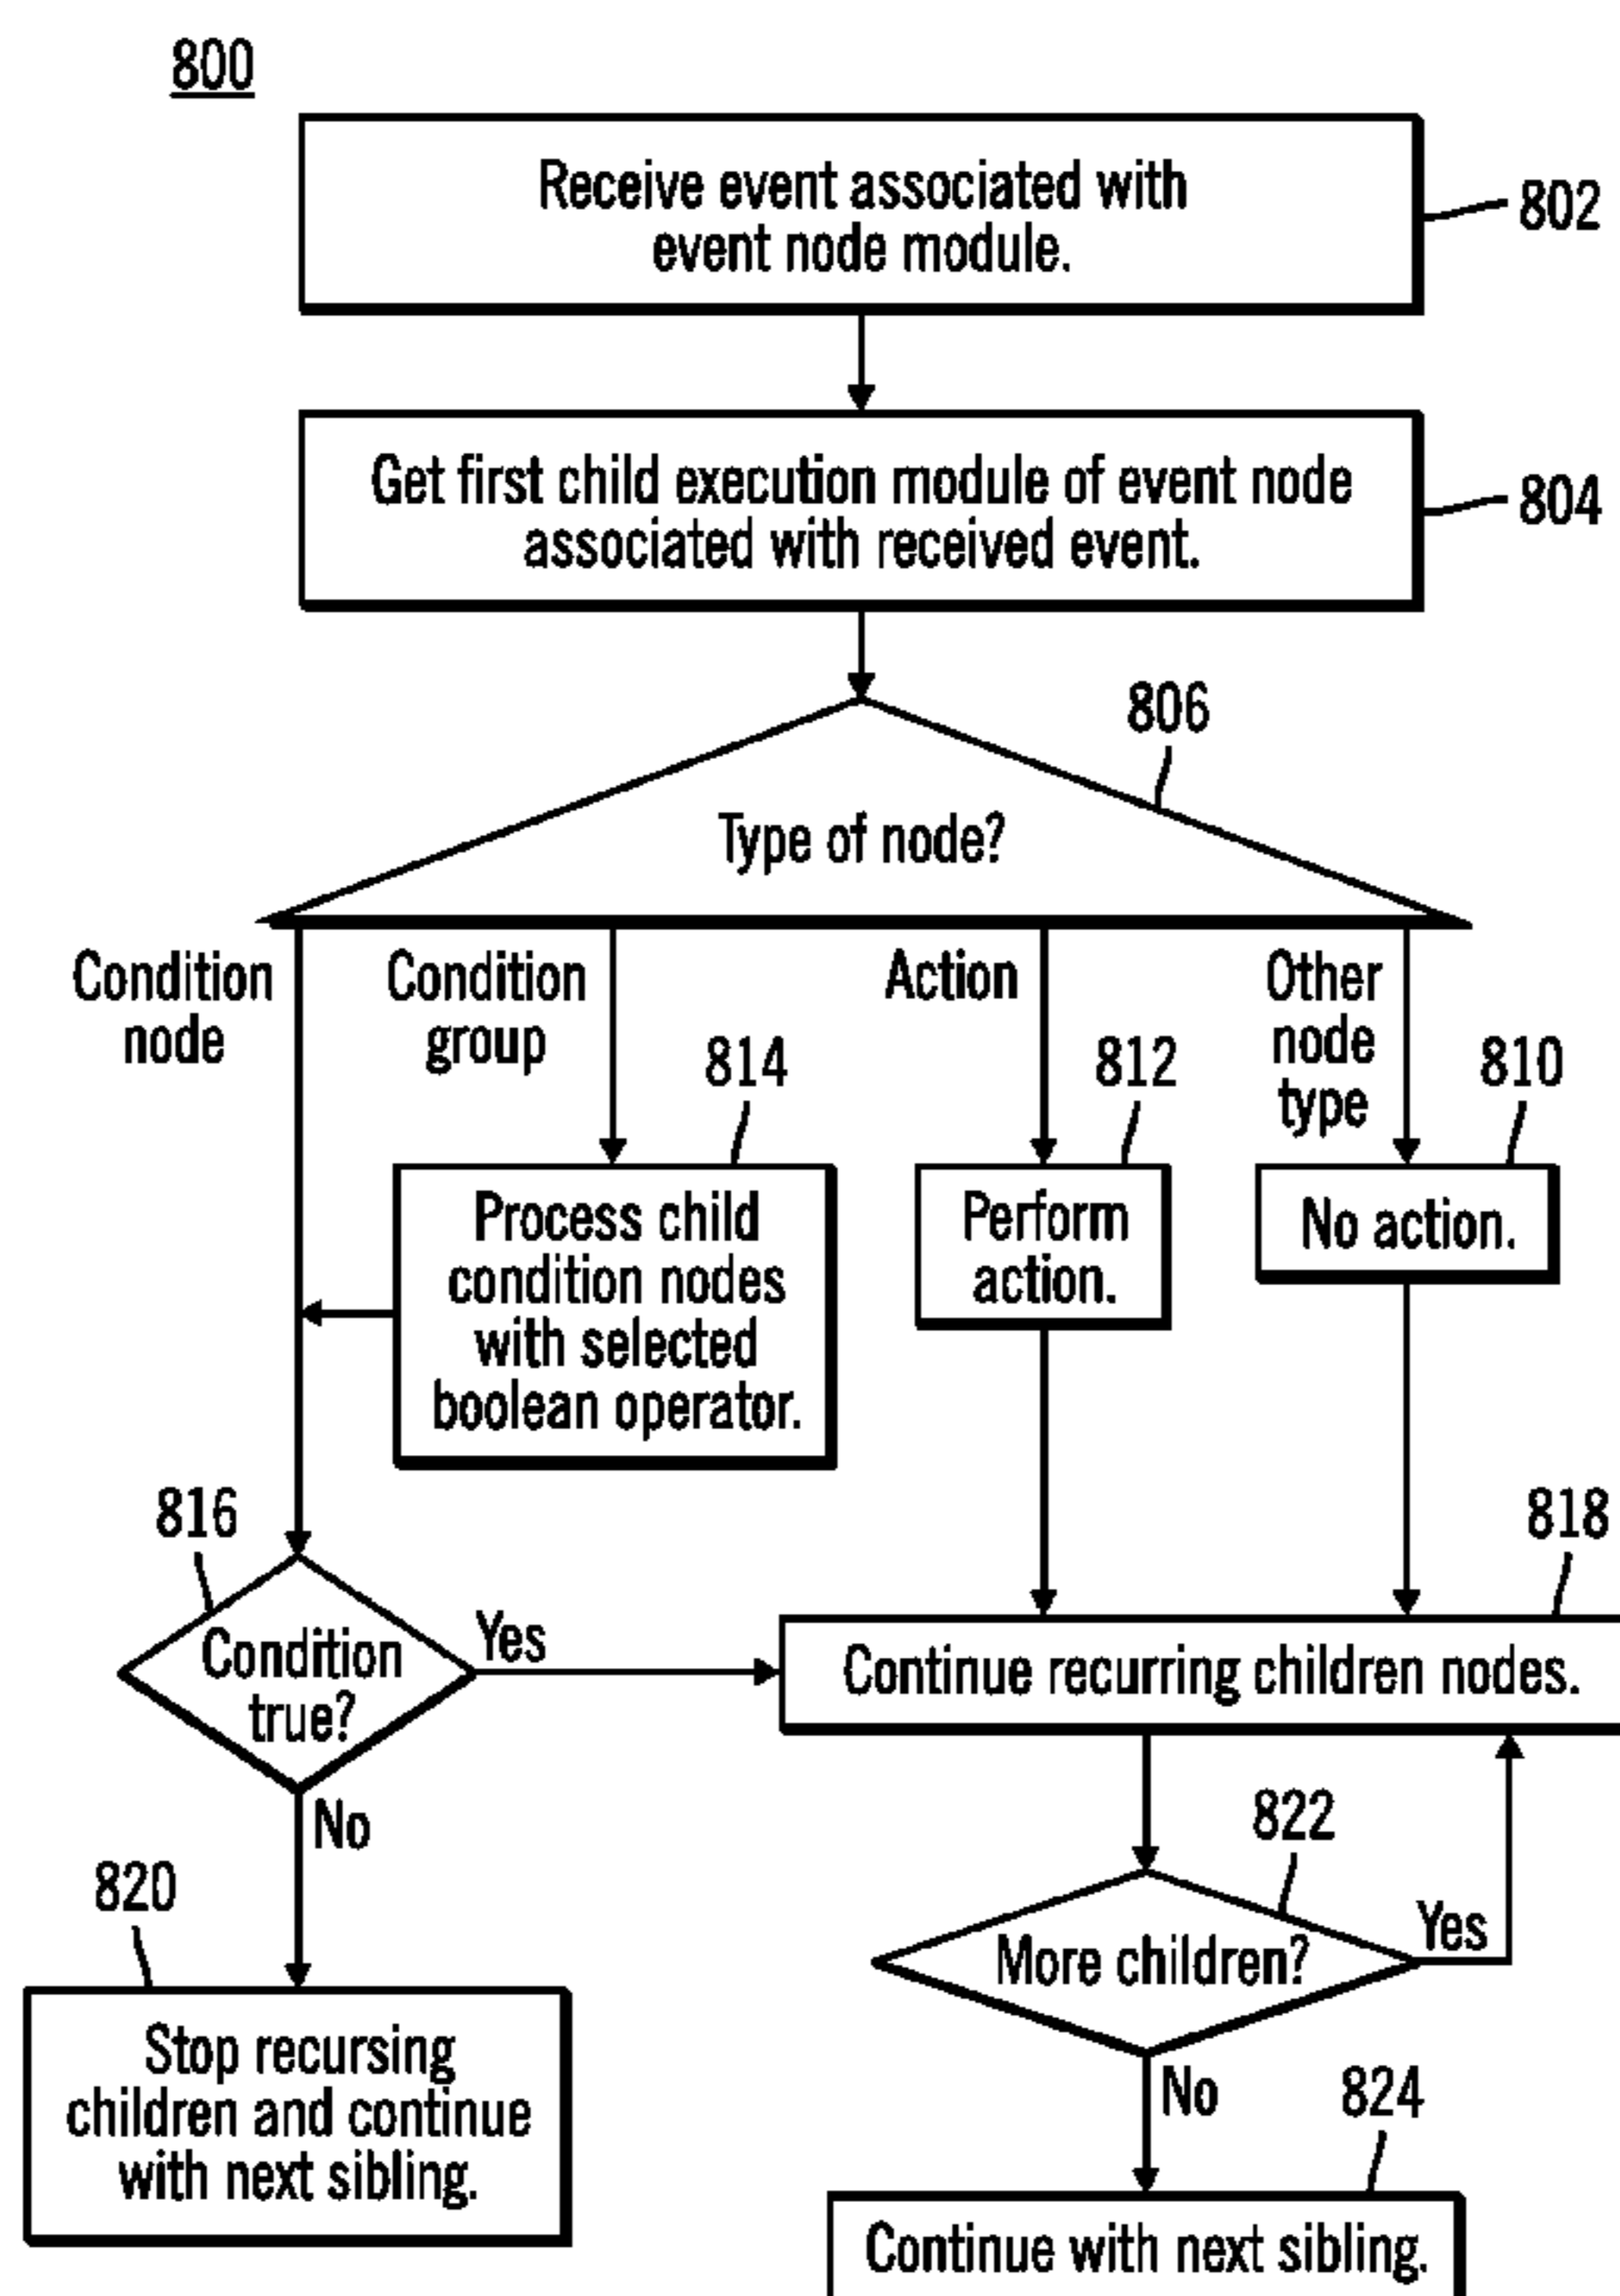 800
Receive event associated with
event node module.
802
Get first child execution module of event node
associated with received event.
804
806
Type of node?
Condition
node
Condition
group
Action
Other
node
type
814
812
810
Process child
condition nodes
with selected
boolean operator.
Perform
action.
No action.
816
818
Condition
true?
Yes
Continue recurring children nodes.
No
822
820
More children?
Yes
Stop recursing
children and continue
with next sibling.
No
824
Continue with next sibling.